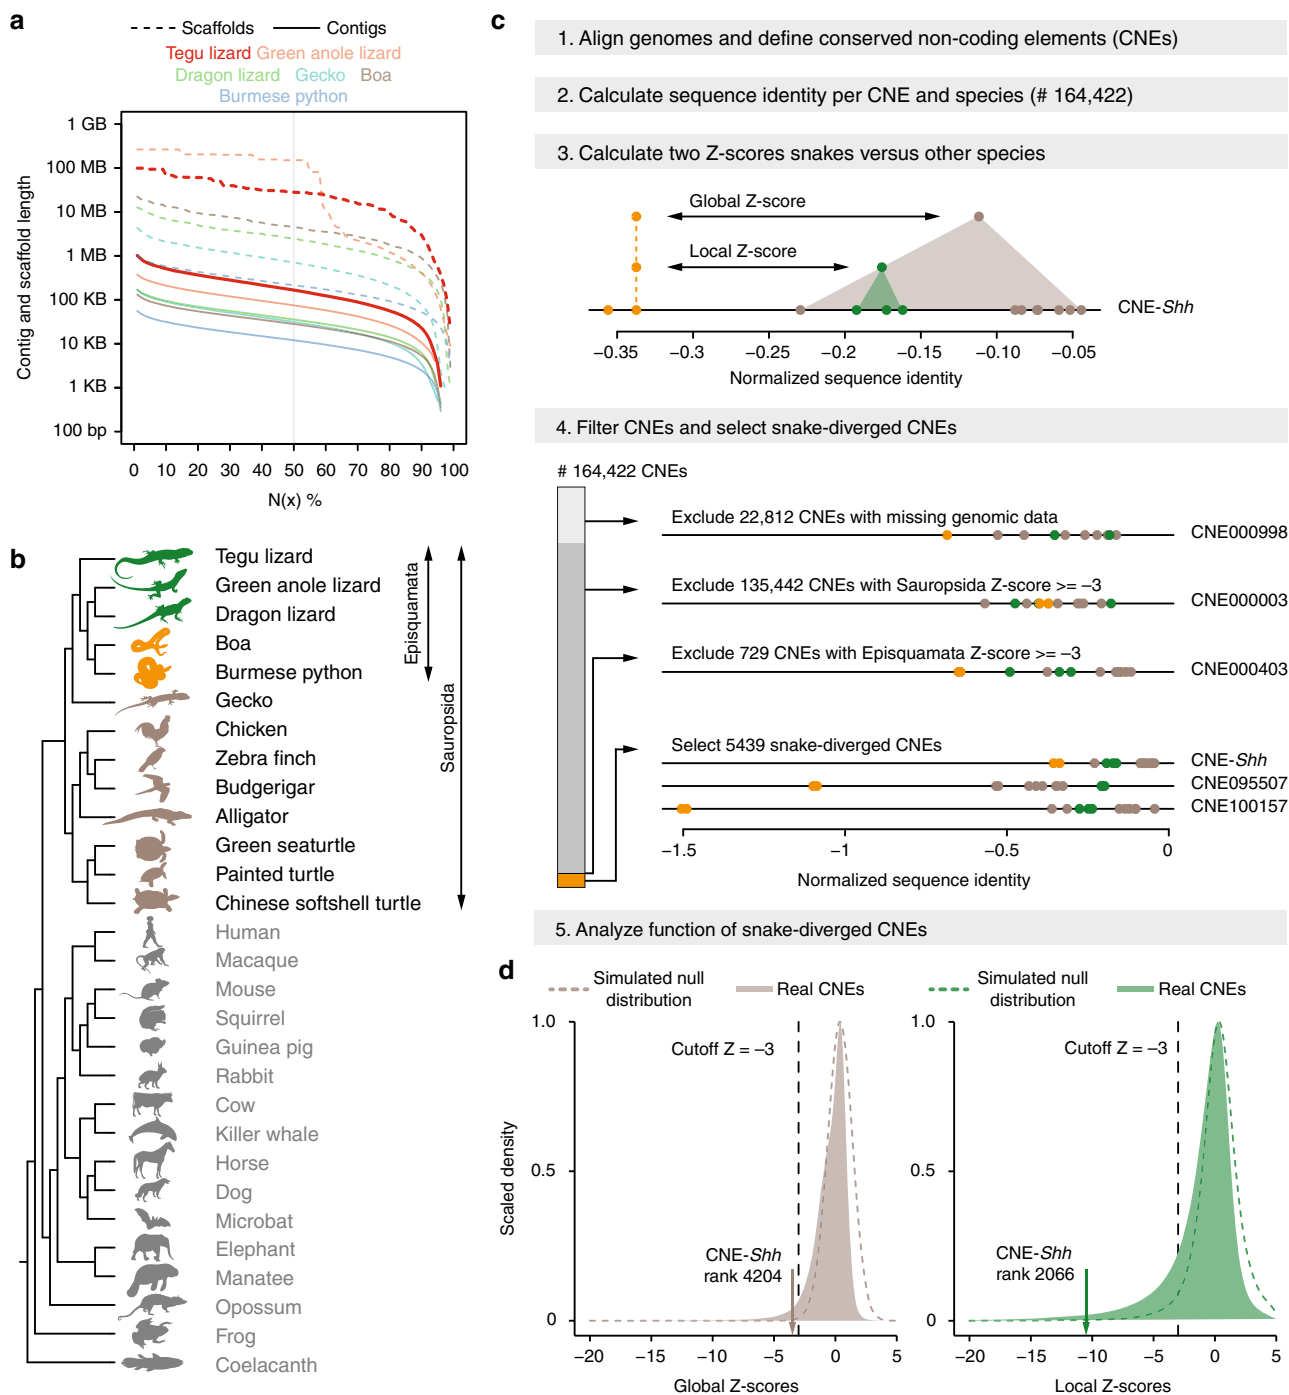 a
Scaffolds Contigs
Tegu lizard Green anole lizard
Dragon lizard Gecko Boa
Burmese python
1 GB
100 MB
10 MB
1 MB
100 KB
10 KB
1 KB
100 bp
Contig and scaffold length
0 10 20 30 40 50 60 70 80 90 100
N(x) %
b
Tegu lizard
Green anole lizard
Dragon lizard
Boa
Burmese python
Gecko
Chicken
Zebra finch
Budgerigar
Alligator
Green seaturtle
Painted turtle
Chinese softshell turtle
Human
Macaque
Mouse
Squirrel
Guinea pig
Rabbit
Cow
Killer whale
Horse
Dog
Microbat
Elephant
Manatee
Opossum
Frog
Coelacanth
Episquamata
Sauropsida
c
1. Align genomes and define conserved non-coding elements (CNEs)
2. Calculate sequence identity per CNE and species (# 164,422)
3. Calculate two Z-scores snakes versus other species
Global Z-score
Local Z-score
CNE-Shh
−0.35 −0.3 −0.25 −0.2 −0.15 −0.10 −0.05
Normalized sequence identity
4. Filter CNEs and select snake-diverged CNEs
# 164,422 CNEs
Exclude 22,812 CNEs with missing genomic data
CNE000998
Exclude 135,442 CNEs with Sauropsida Z-score >= −3
CNE000003
Exclude 729 CNEs with Episquamata Z-score >= −3
CNE000403
Select 5439 snake-diverged CNEs
CNE-Shh
CNE095507
CNE100157
−1.5 −1 −0.5 0
Normalized sequence identity
5. Analyze function of snake-diverged CNEs
d
Simulated null distribution
Real CNEs
1.0
0.5
0
Scaled density
Cutoff Z = −3
CNE-Shh
rank 4204
−20 −15 −10 −5 0 5
Global Z-scores
Simulated null distribution
Real CNEs
1.0
0.5
0
Cutoff Z = −3
CNE-Shh
rank 2066
−20 −15 −10 −5 0 5
Local Z-scores